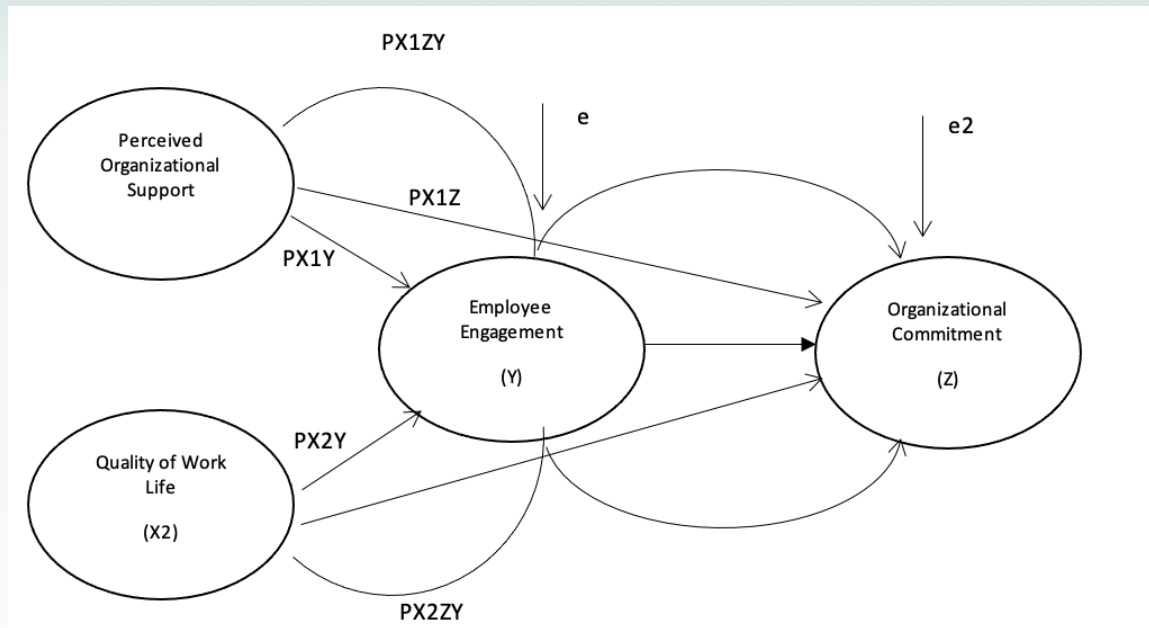 PX1ZY
e
e2
Perceived
Organizational
Support
PX1Z
PX1Y
Employee
Engagement
(Y)
Organizational
Commitment
(Z)
PX2Y
Quality of Work
Life
(X2)
PX2ZY